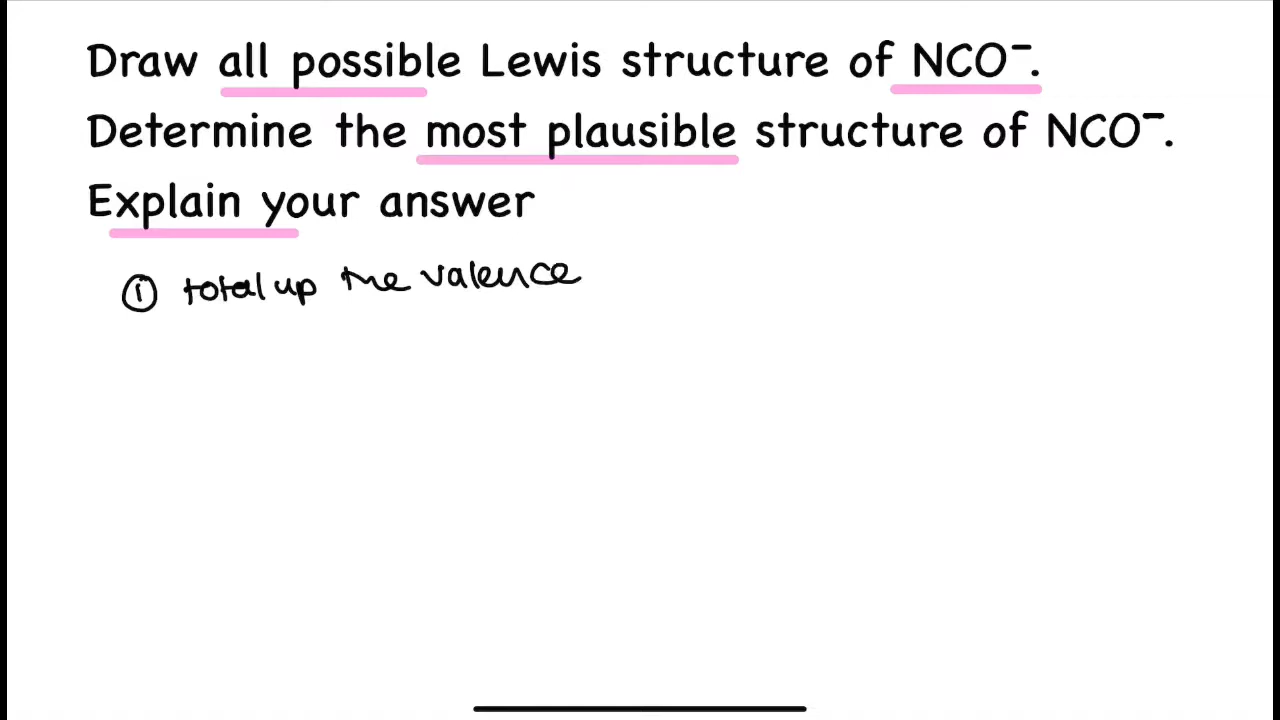 Draw all possible Lewis structure of NCO⁻.
Determine the most plausible structure of NCO⁻.
Explain your answer
① total up the valence